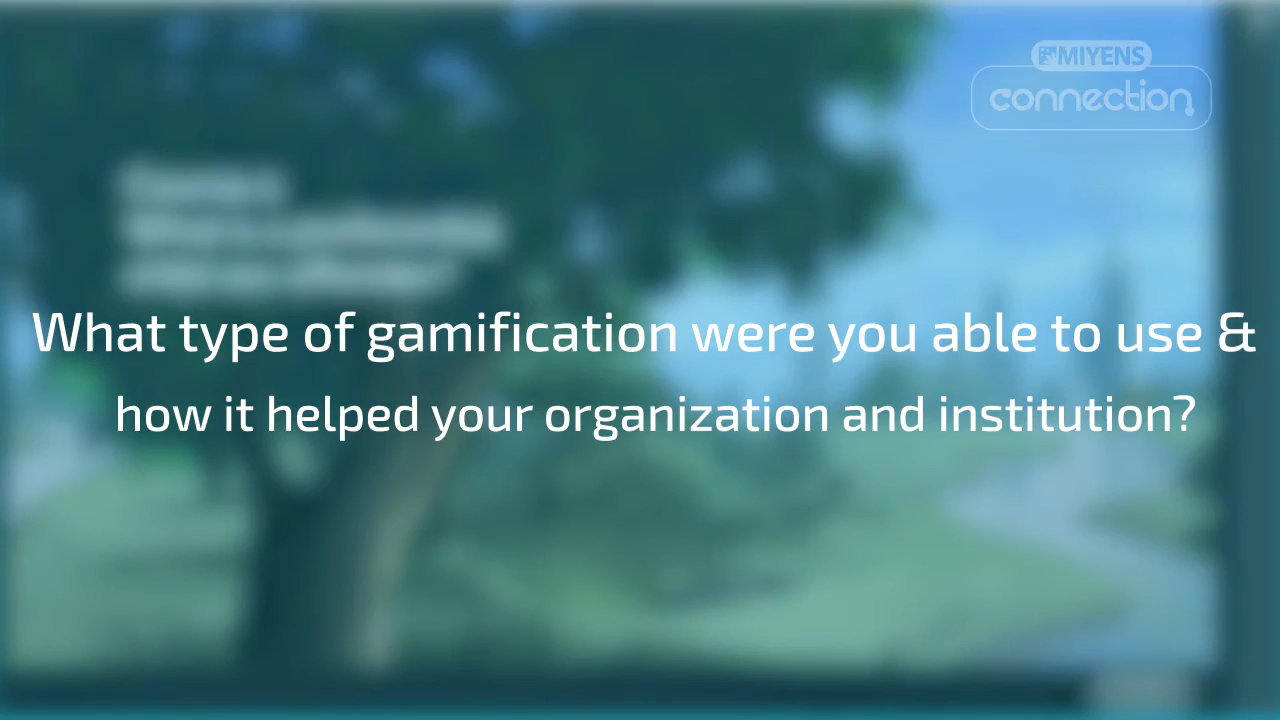 MIYENS
connection
What type of gamification were you able to use &
how it helped your organization and institution?